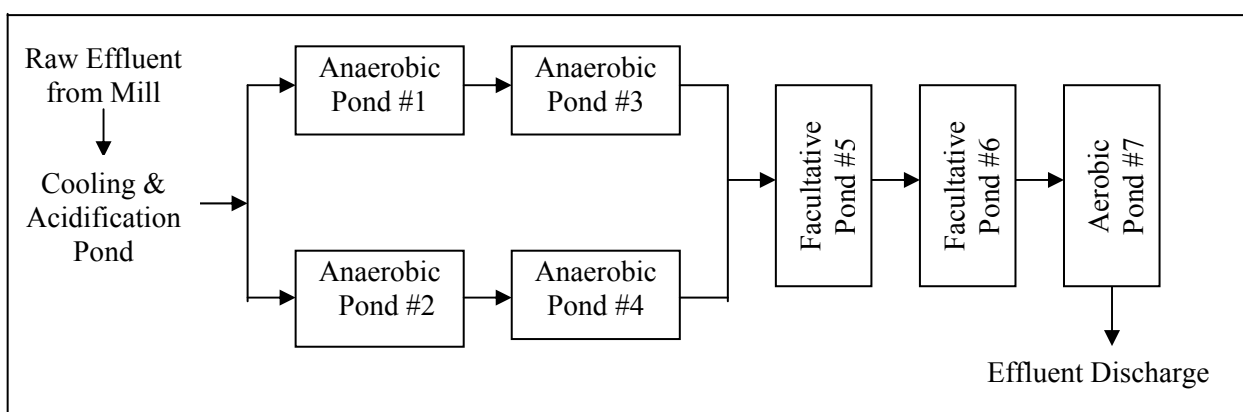 Raw Effluent
from Mill
Cooling &
Acidification
Pond
Anaerobic
Pond #1
Anaerobic
Pond #3
Anaerobic
Pond #2
Anaerobic
Pond #4
Facultative
Pond #5
Facultative
Pond #6
Aerobic
Pond #7
Effluent Discharge